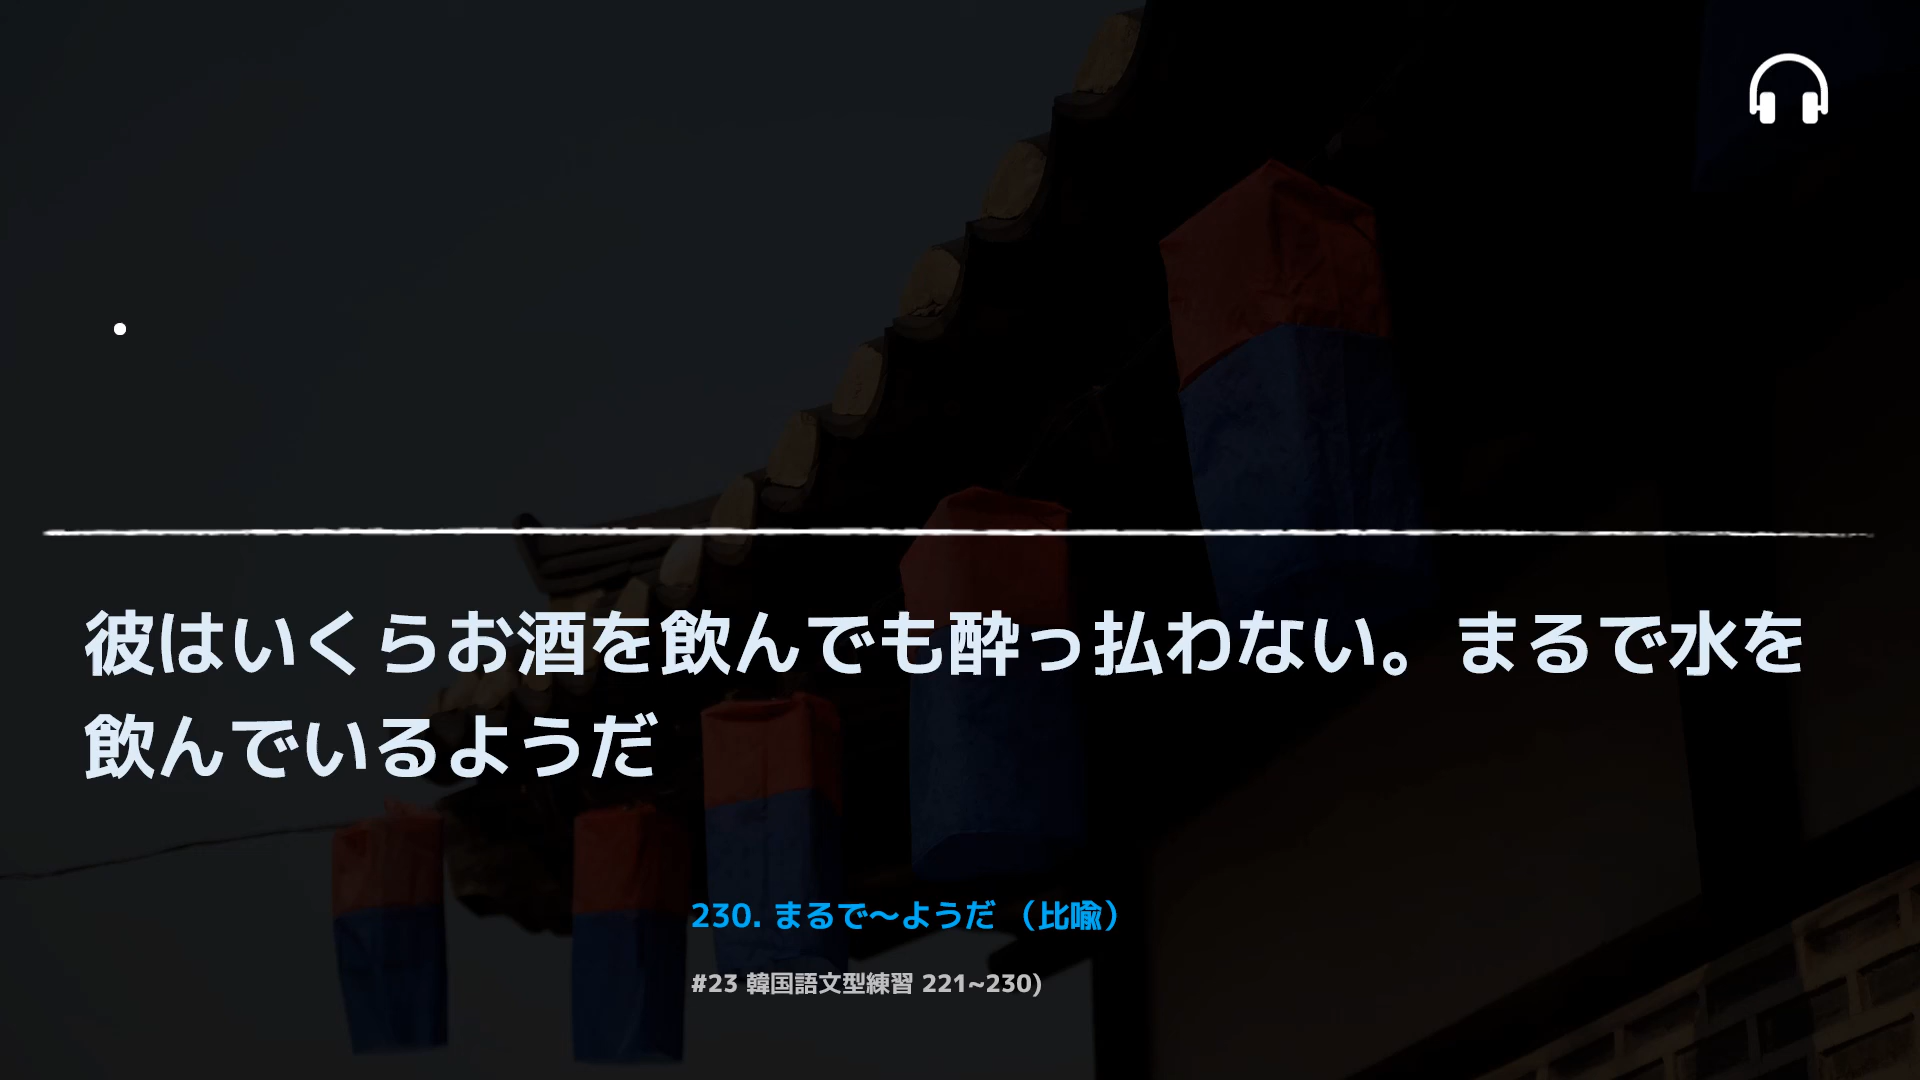 彼はいくらお酒を飲んでも酔っ払わない。まるで水を
飲んでいるようだ
230. まるで～ようだ （比喩）
#23 韓国語文型練習 221~230)